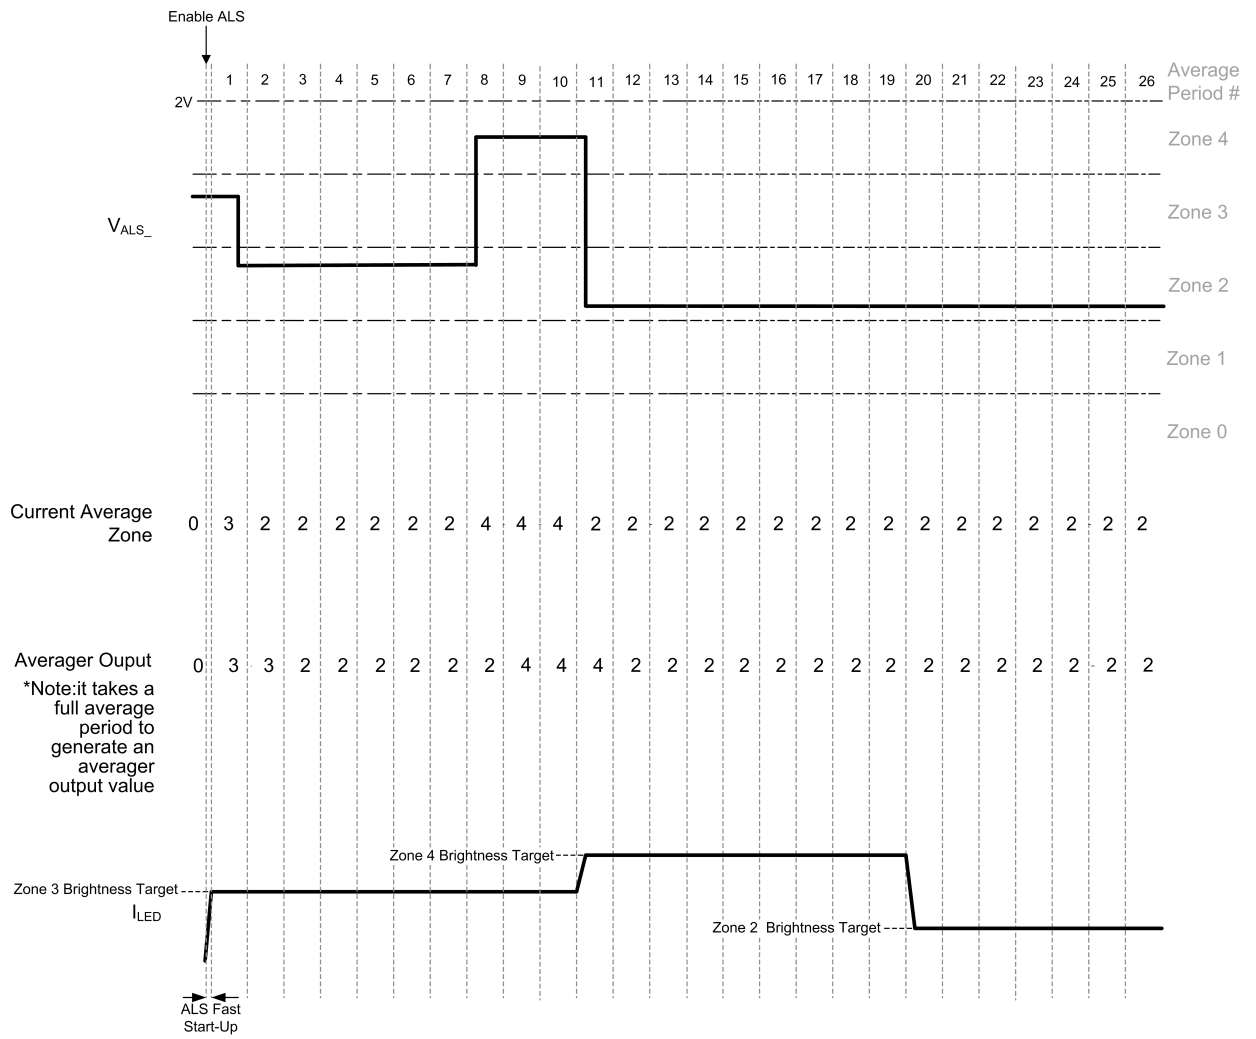 Enable ALS
1 2 3 4 5 6 7 8 9 10 11 12 13 14 15 16 17 18 19 20 21 22 23 24 25 26
Average
Period #
2V
Zone 4
Zone 3
VALS_
Zone 2
Zone 1
Zone 0
Current Average
Zone
0 3 2 2 2 2 2 2 4 4 4 2 2 2 2 2 2 2 2 2 2 2 2 2 2 2 2
Averager Ouput
0 3 3 2 2 2 2 2 2 4 4 4 2 2 2 2 2 2 2 2 2 2 2 2 2 2 2
*Note:it takes a
full average
period to
generate an
averager
output value
Zone 4 Brightness Target
Zone 3 Brightness Target
ILED
Zone 2 Brightness Target
ALS Fast
Start-Up